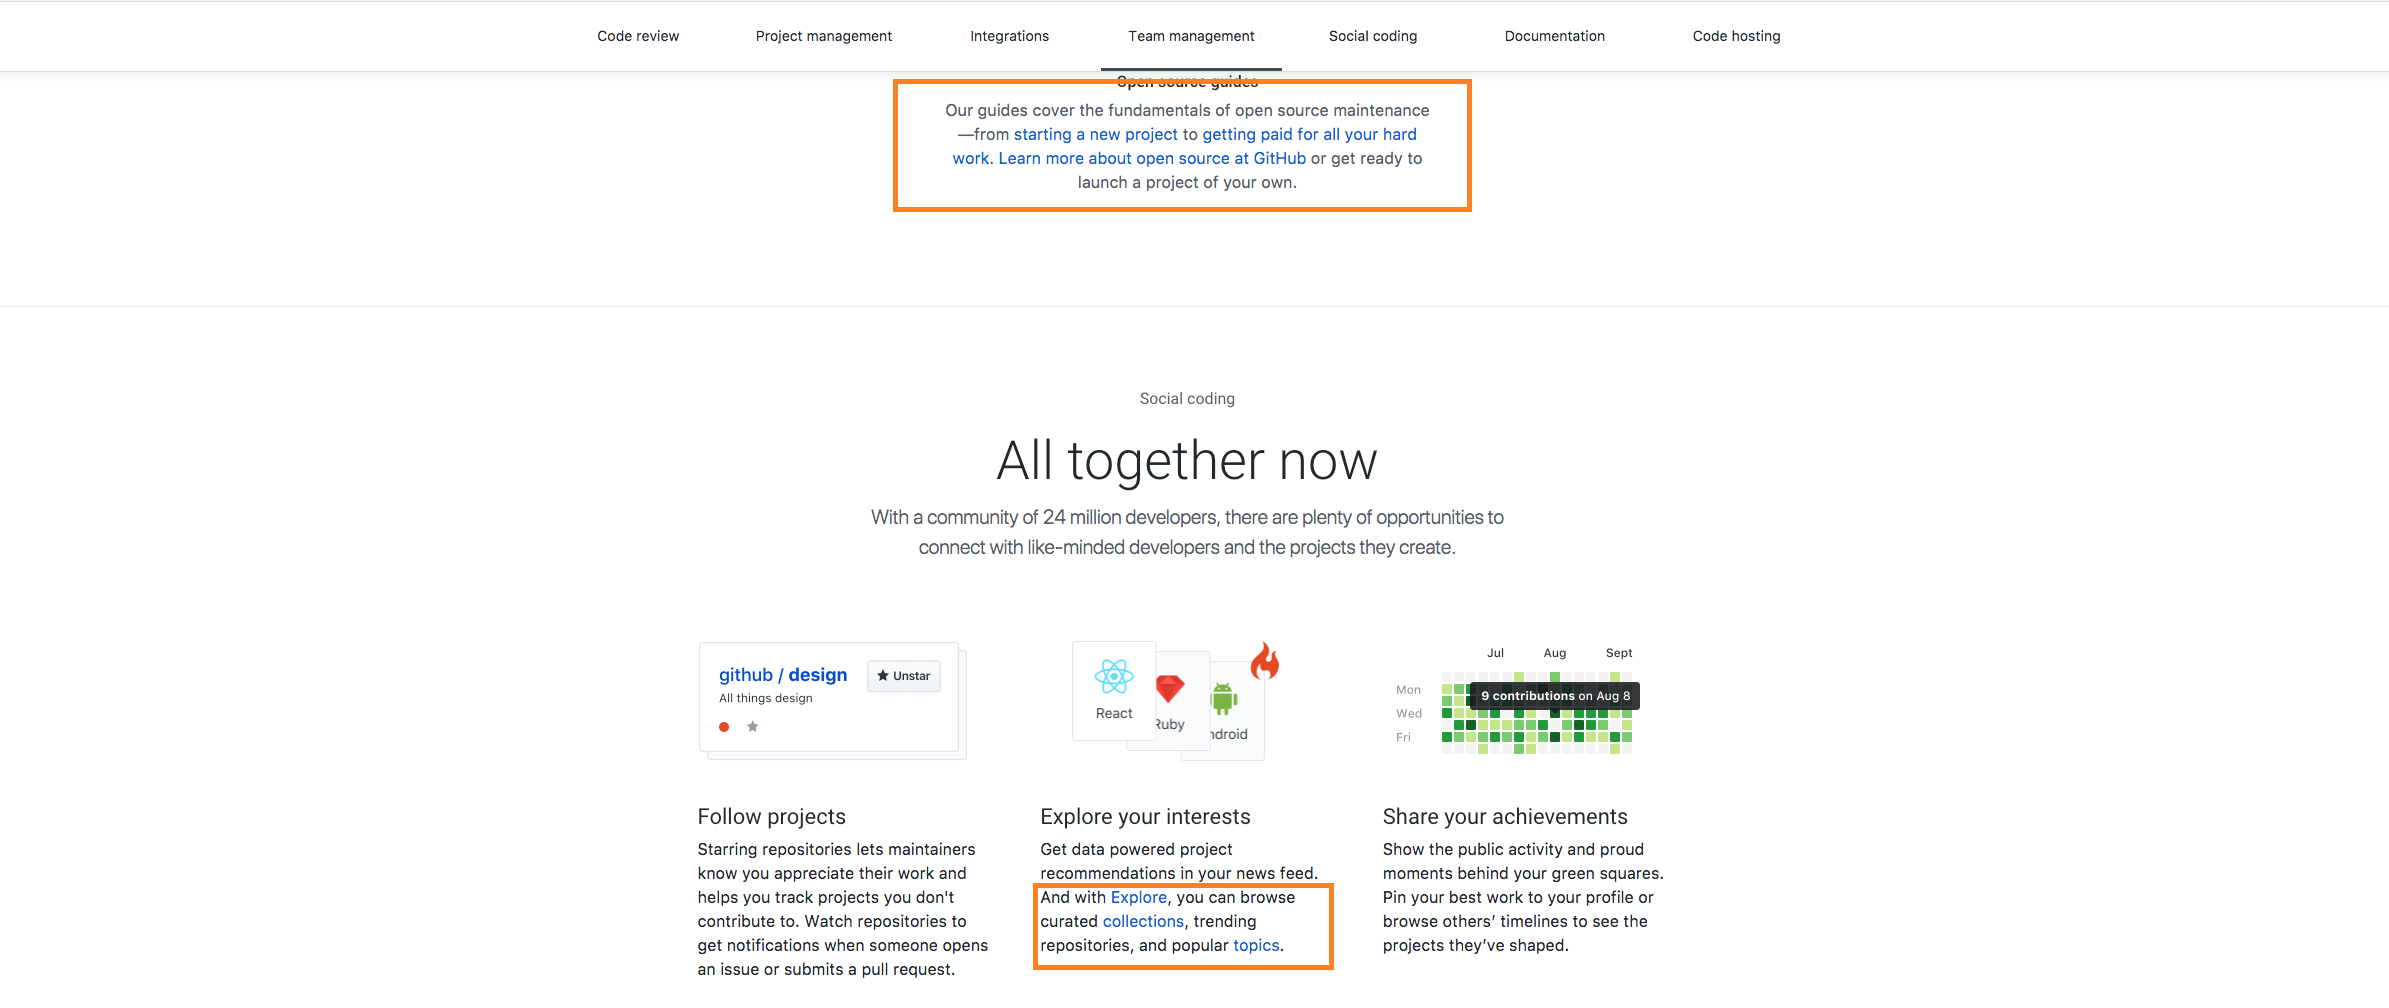 Code review Project management Integrations Team management Social coding Documentation Code hosting
Open source guides
Our guides cover the fundamentals of open source maintenance
—from starting a new project to getting paid for all your hard
work. Learn more about open source at GitHub or get ready to
launch a project of your own.
Social coding
All together now
With a community of 24 million developers, there are plenty of opportunities to
connect with like-minded developers and the projects they create.
github / design
Unstar
All things design
React
Ruby
ndroid
Jul Aug Sept
Mon
9 contributions on Aug 8
Wed
Fri
Follow projects
Starring repositories lets maintainers
know you appreciate their work and
helps you track projects you don't
contribute to. Watch repositories to
get notifications when someone opens
an issue or submits a pull request.
Explore your interests
Get data powered project
recommendations in your news feed.
And with Explore, you can browse
curated collections, trending
repositories, and popular topics.
Share your achievements
Show the public activity and proud
moments behind your green squares.
Pin your best work to your profile or
browse others’ timelines to see the
projects they’ve shaped.